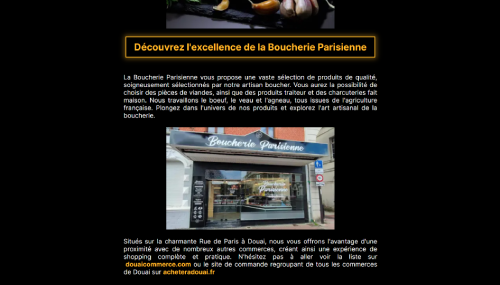 Découvrez l'excellence de la Boucherie Parisienne
La Boucherie Parisienne vous propose une vaste sélection de produits de qualité,
soigneusement sélectionnés par notre artisan boucher. Vous aurez la possibilité de
choisir des pièces de viandes, ainsi que des produits traiteur et des charcuteries fait
maison. Nous travaillons le boeuf, le veau et l'agneau, tous issues de l'agriculture
française. Plongez dans l'univers de nos produits et explorez l'art artisanal de la
boucherie.
Boucherie Parisienne
Boucherie
Parisienne
Situés sur la charmante Rue de Paris à Douai, nous vous offrons l'avantage d'une
proximité avec de nombreux autres commerces, créant ainsi une expérience de
shopping complète et pratique. N'hésitez pas à aller voir la liste sur
douaicommerce.com ou le site de commande regroupant de tous les commerces
de Douai sur acheteradouai.fr